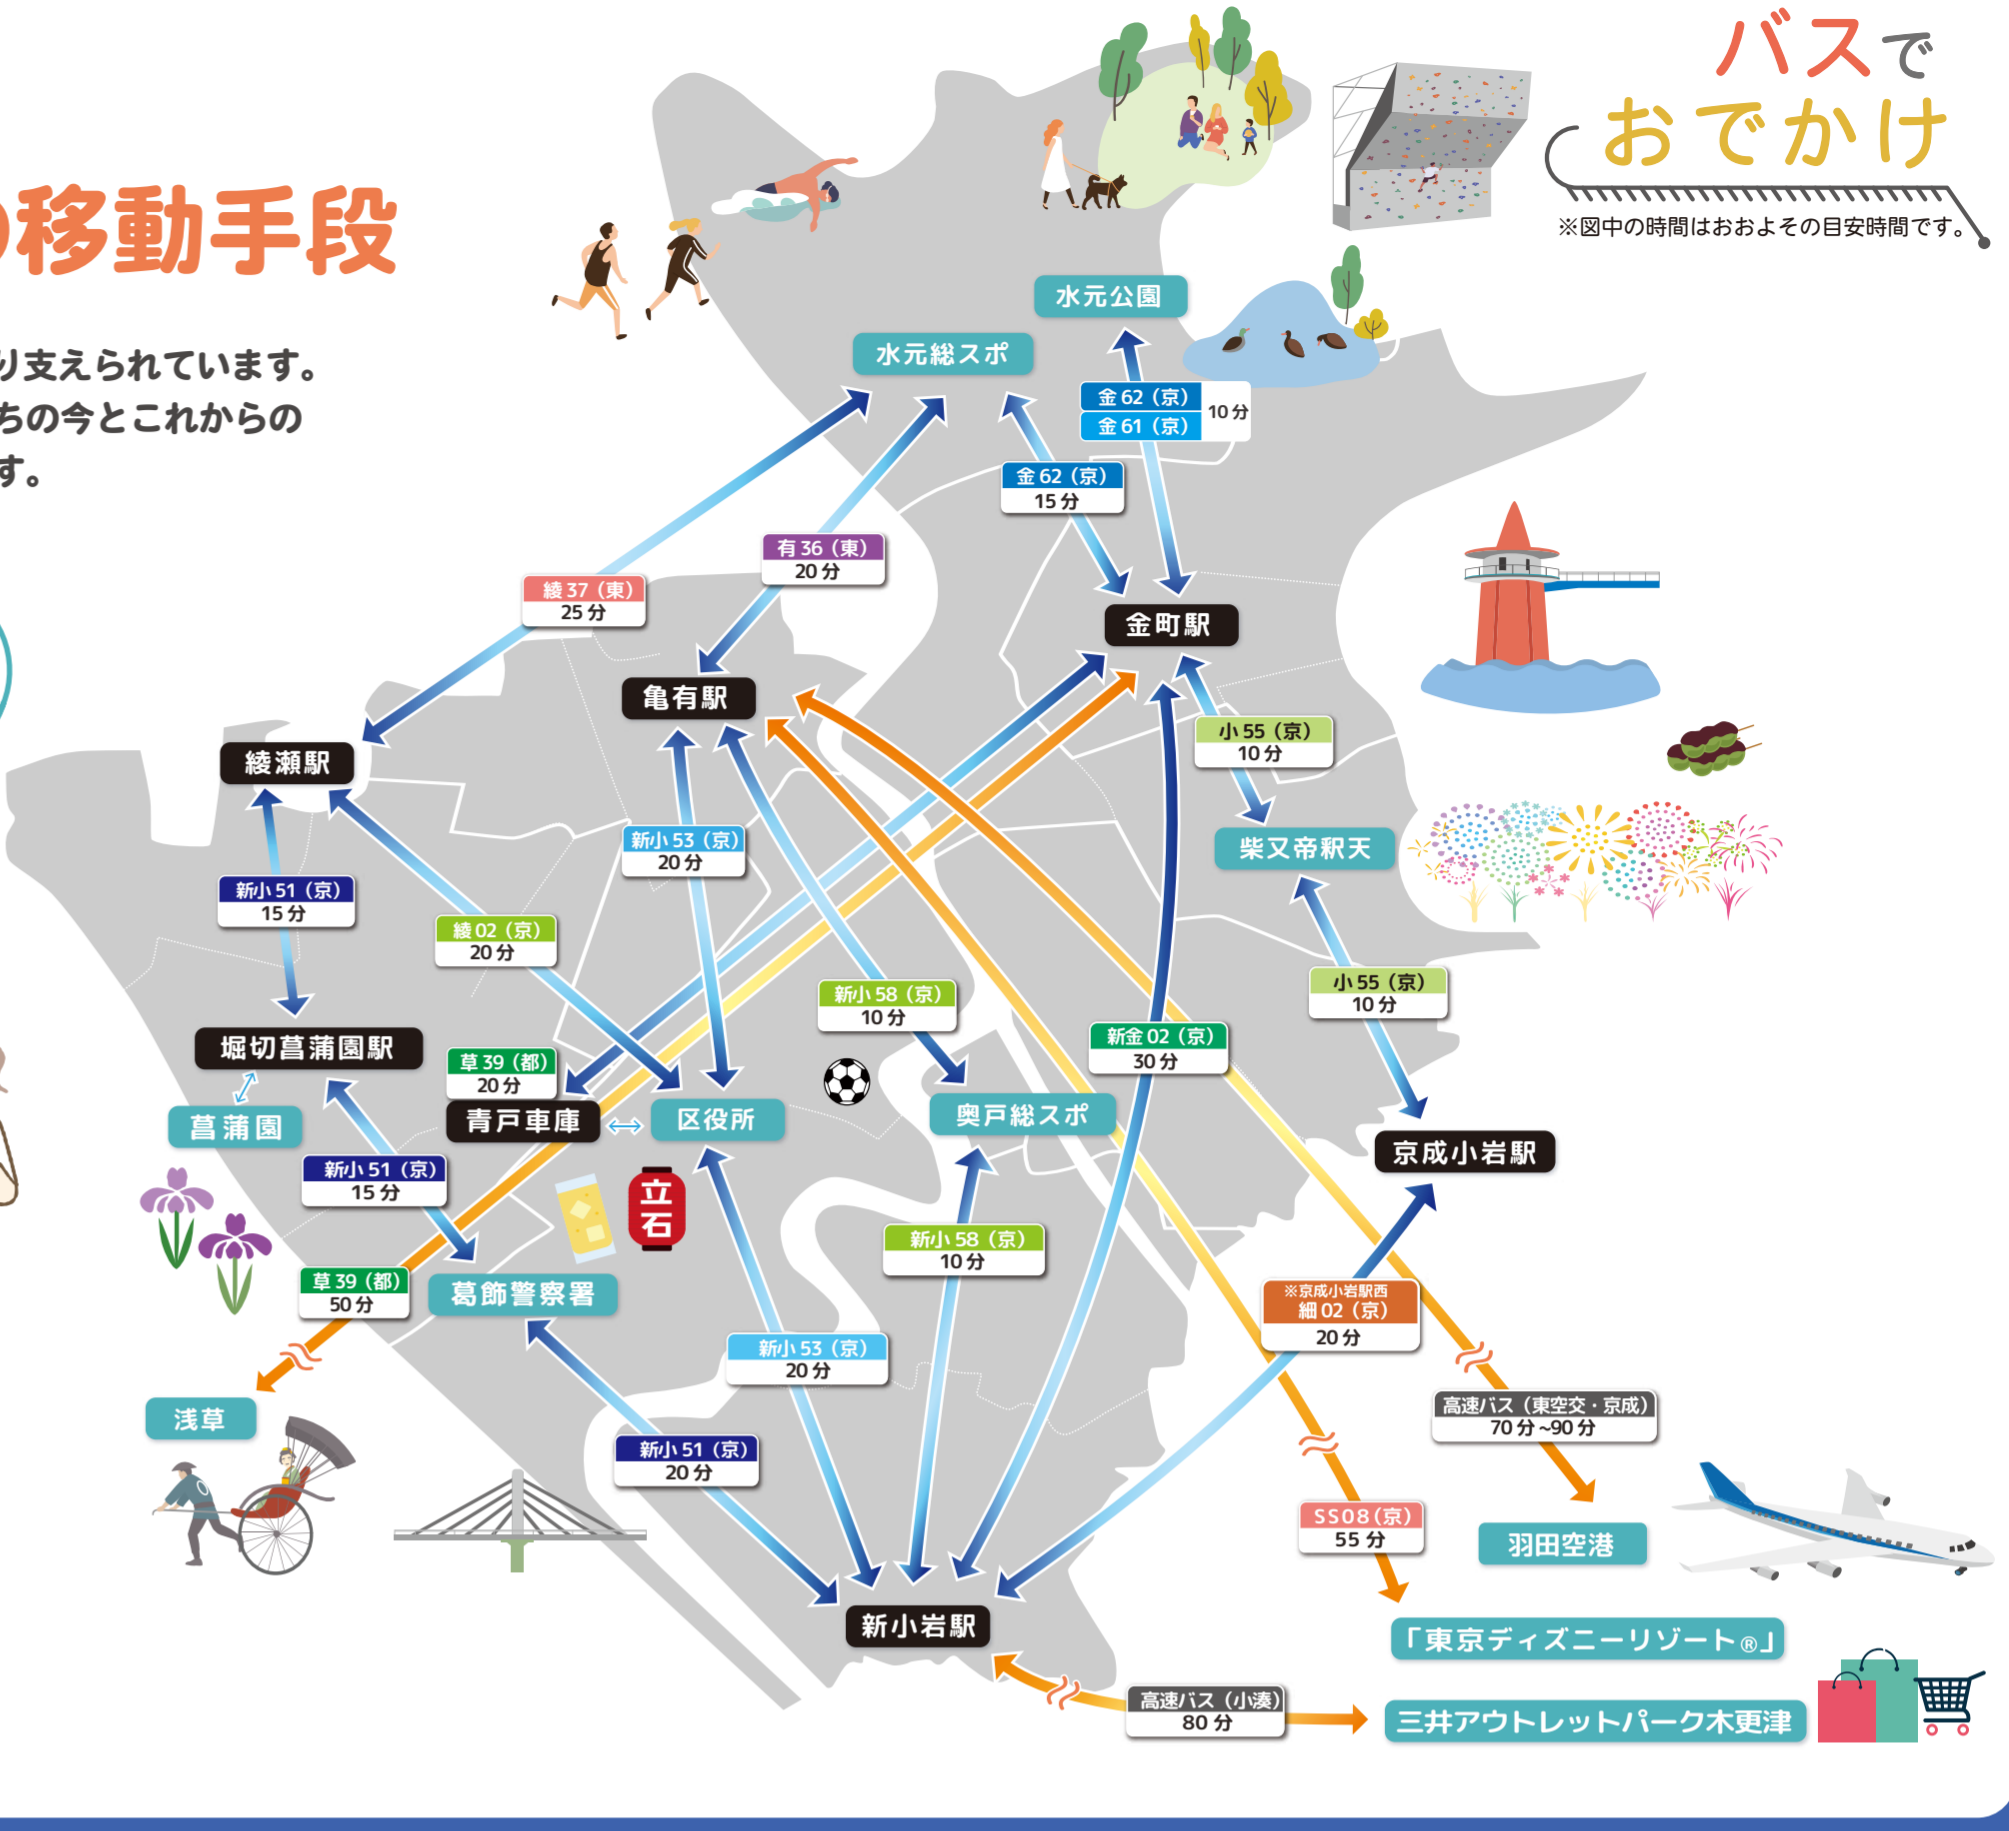 バスで
おでかけ
※図中の時間はおおよその目安時間です。
移動手段
り支えられています。
ちの今とこれからの
す。
水元公園
水元総スポ
金62（京）
金61（京）
10分
金62（京）
15分
有36（東）
20分
綾37（東）
25分
金町駅
亀有駅
綾瀬駅
小55（京）
10分
柴又帝釈天
新小53（京）
20分
新小51（京）
15分
綾02（京）
20分
新小58（京）
10分
小55（京）
10分
新金02（京）
30分
堀切菖蒲園駅
草39（都）
20分
菖蒲園
青戸車庫
区役所
奥戸総スポ
京成小岩駅
新小51（京）
15分
立石
新小58（京）
10分
草39（都）
50分
葛飾警察署
※京成小岩駅西
細02（京）
20分
新小53（京）
20分
浅草
高速バス（東空交・京成）
70分~90分
新小51（京）
20分
SS08（京）
55分
羽田空港
新小岩駅
「東京ディズニーリゾート®」
高速バス（小湊）
80分
三井アウトレットパーク木更津